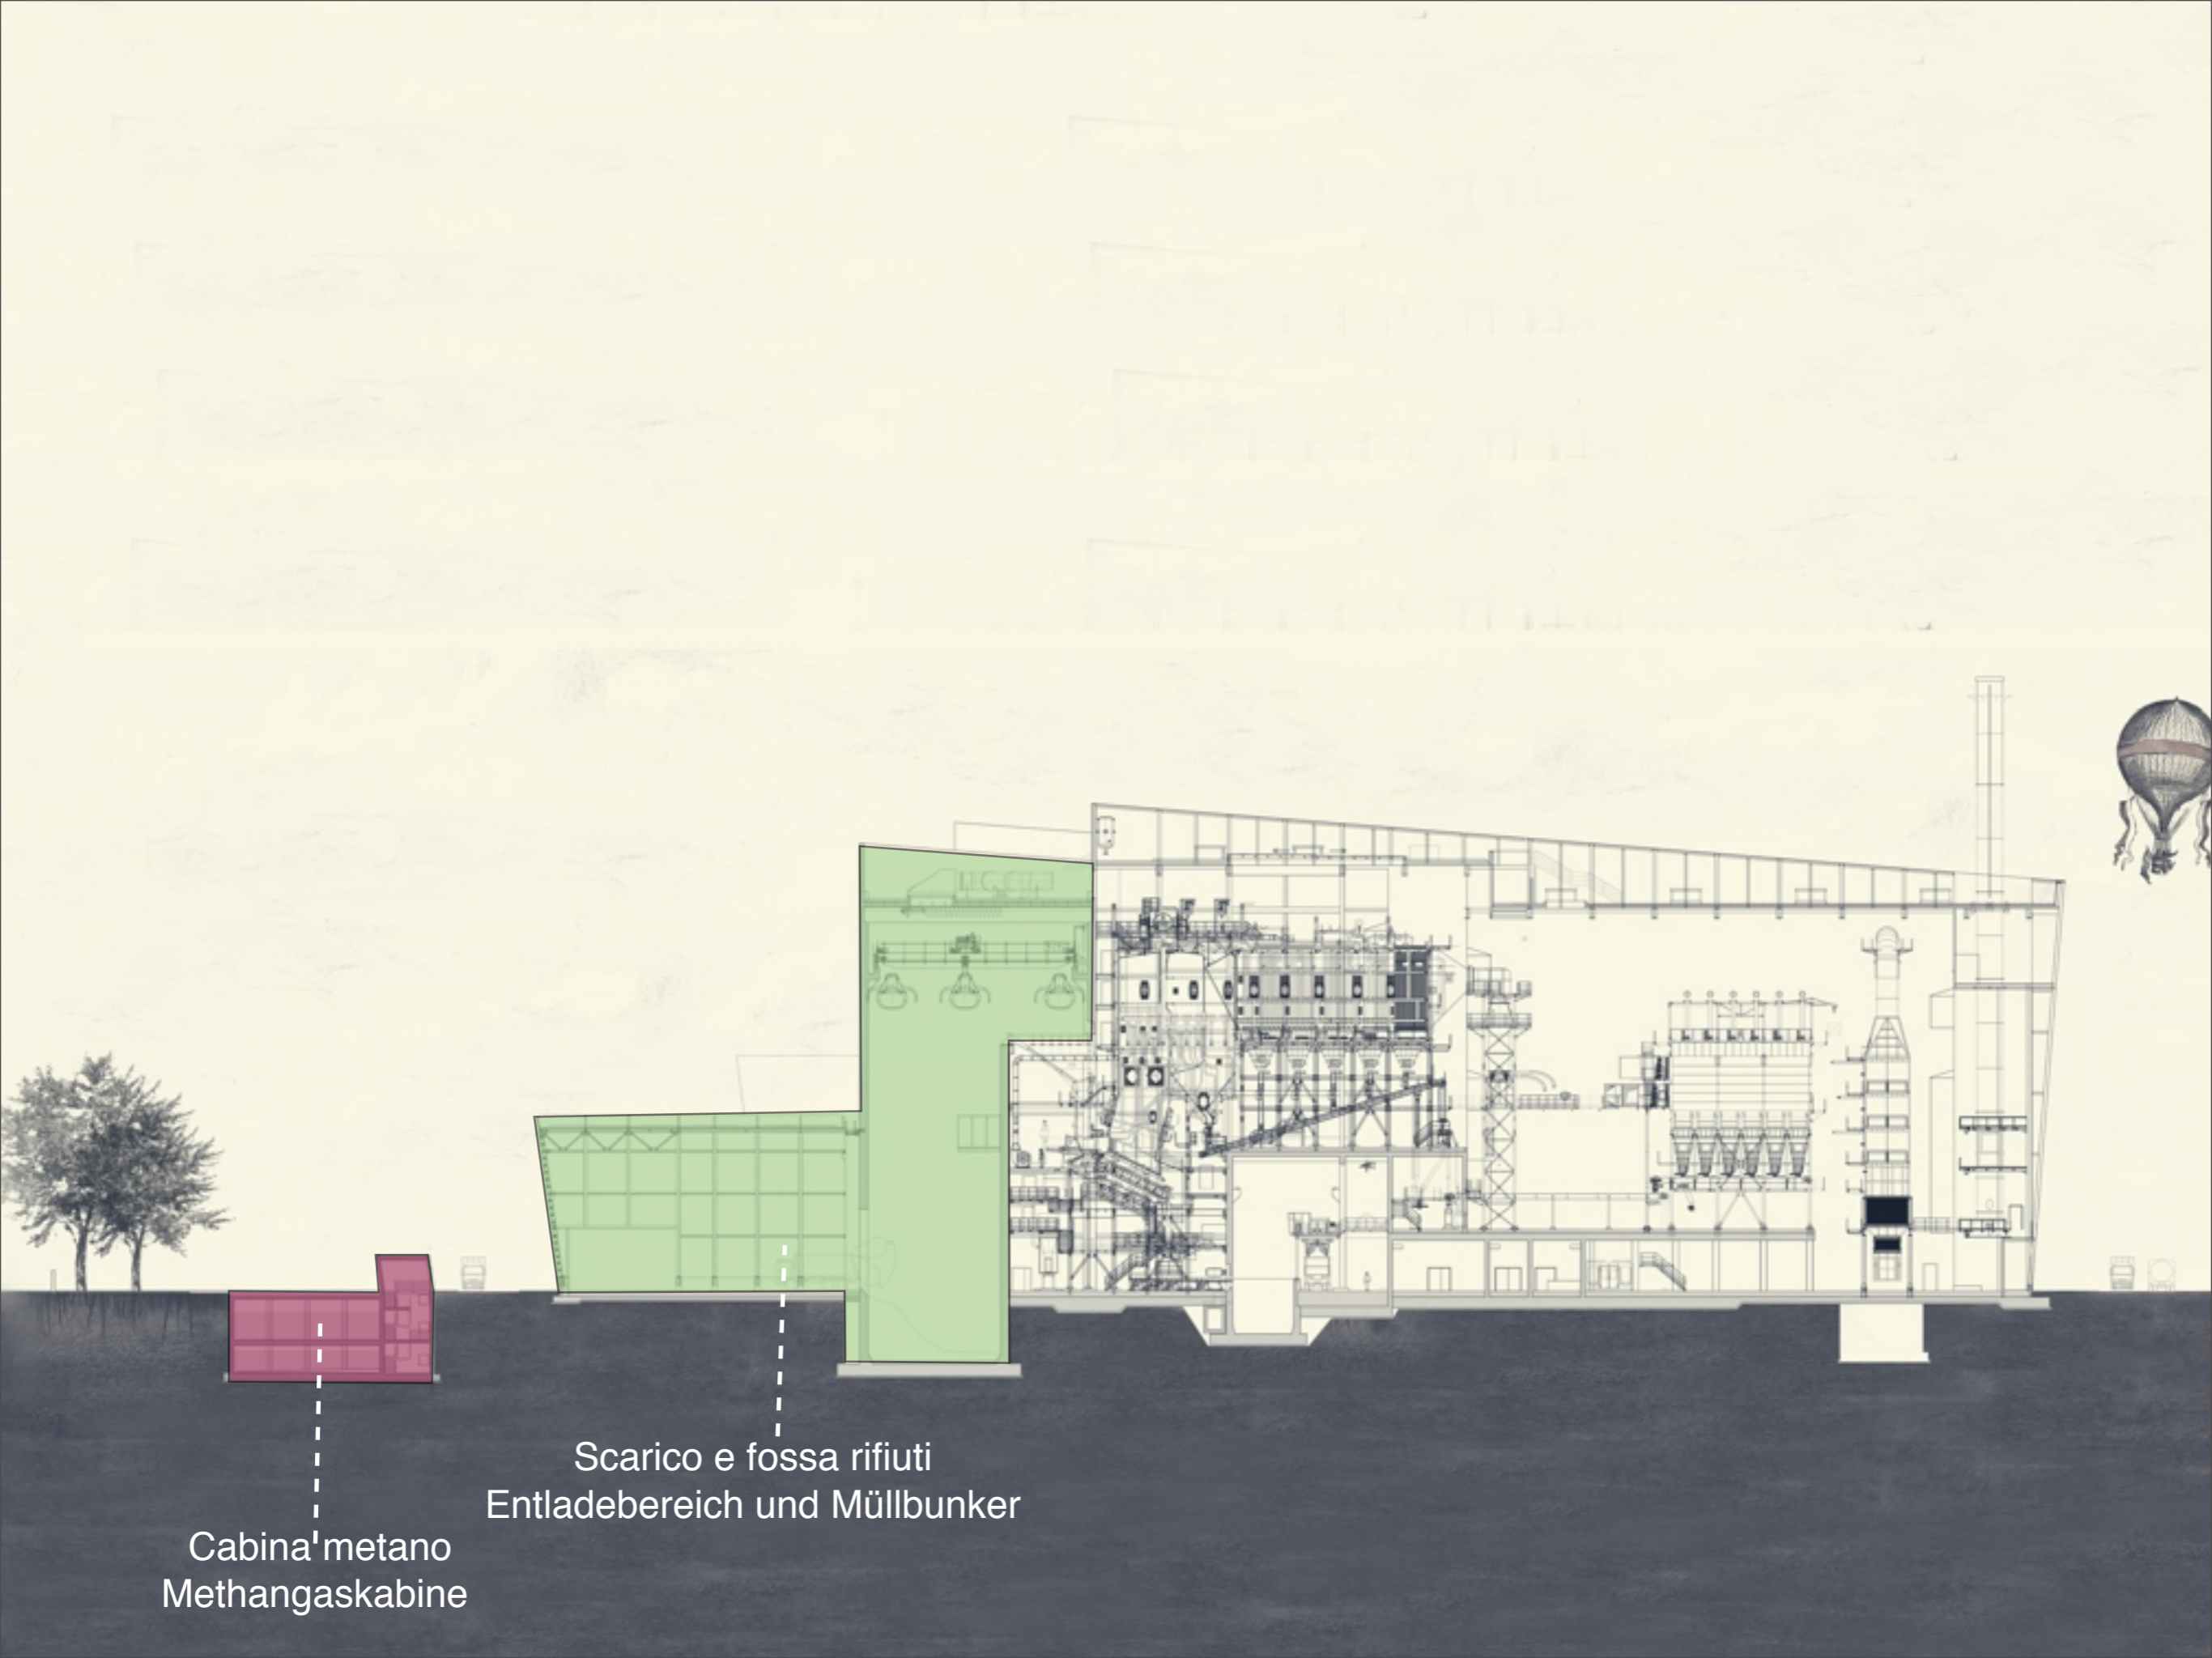 Scarico e fossa rifiuti
Entladebereich und Müllbunker
Cabina metano
Methangaskabine